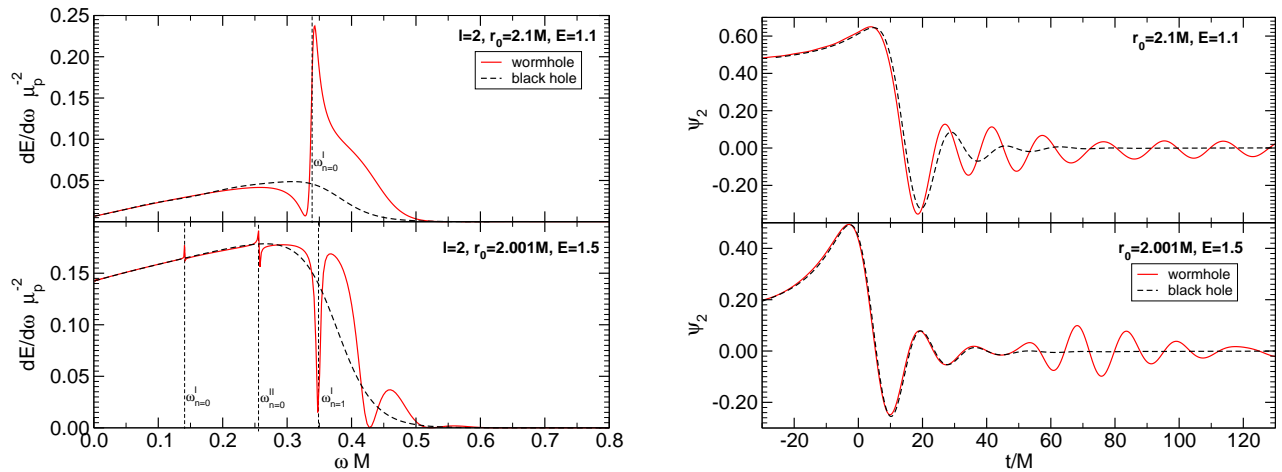 0.25
0.20
0.15
0.10
0.05
dE/dω μp⁻²
l=2, r₀=2.1M, E=1.1
wormhole
black hole
ωᴵₙ₌₀
0.15
0.10
0.05
0.00
dE/dω μp⁻²
l=2, r₀=2.001M, E=1.5
ωᴵₙ₌₀
ωᴵᴵₙ₌₀
ωᴵₙ₌₁
0.0 0.1 0.2 0.3 0.4 0.5 0.6 0.7 0.8
ω M
0.60
0.40
0.20
0.00
-0.20
ψ₂
r₀=2.1M, E=1.1
0.40
0.20
0.00
-0.20
ψ₂
r₀=2.001M, E=1.5
wormhole
black hole
-20 0 20 40 60 80 100 120
t/M